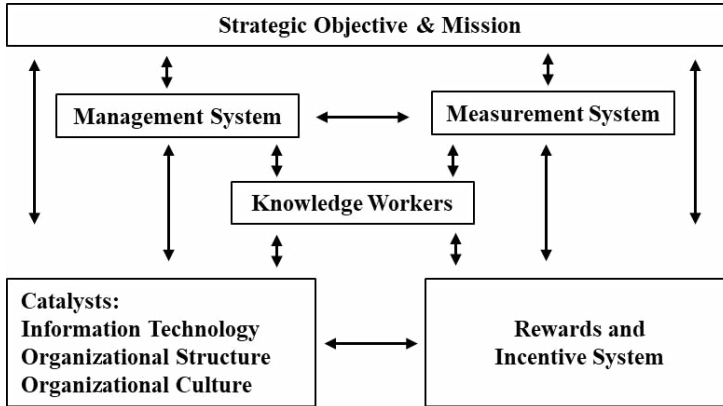 Strategic Objective & Mission
Management System
Measurement System
Knowledge Workers
Catalysts:
Information Technology
Organizational Structure
Organizational Culture
Rewards and
Incentive System